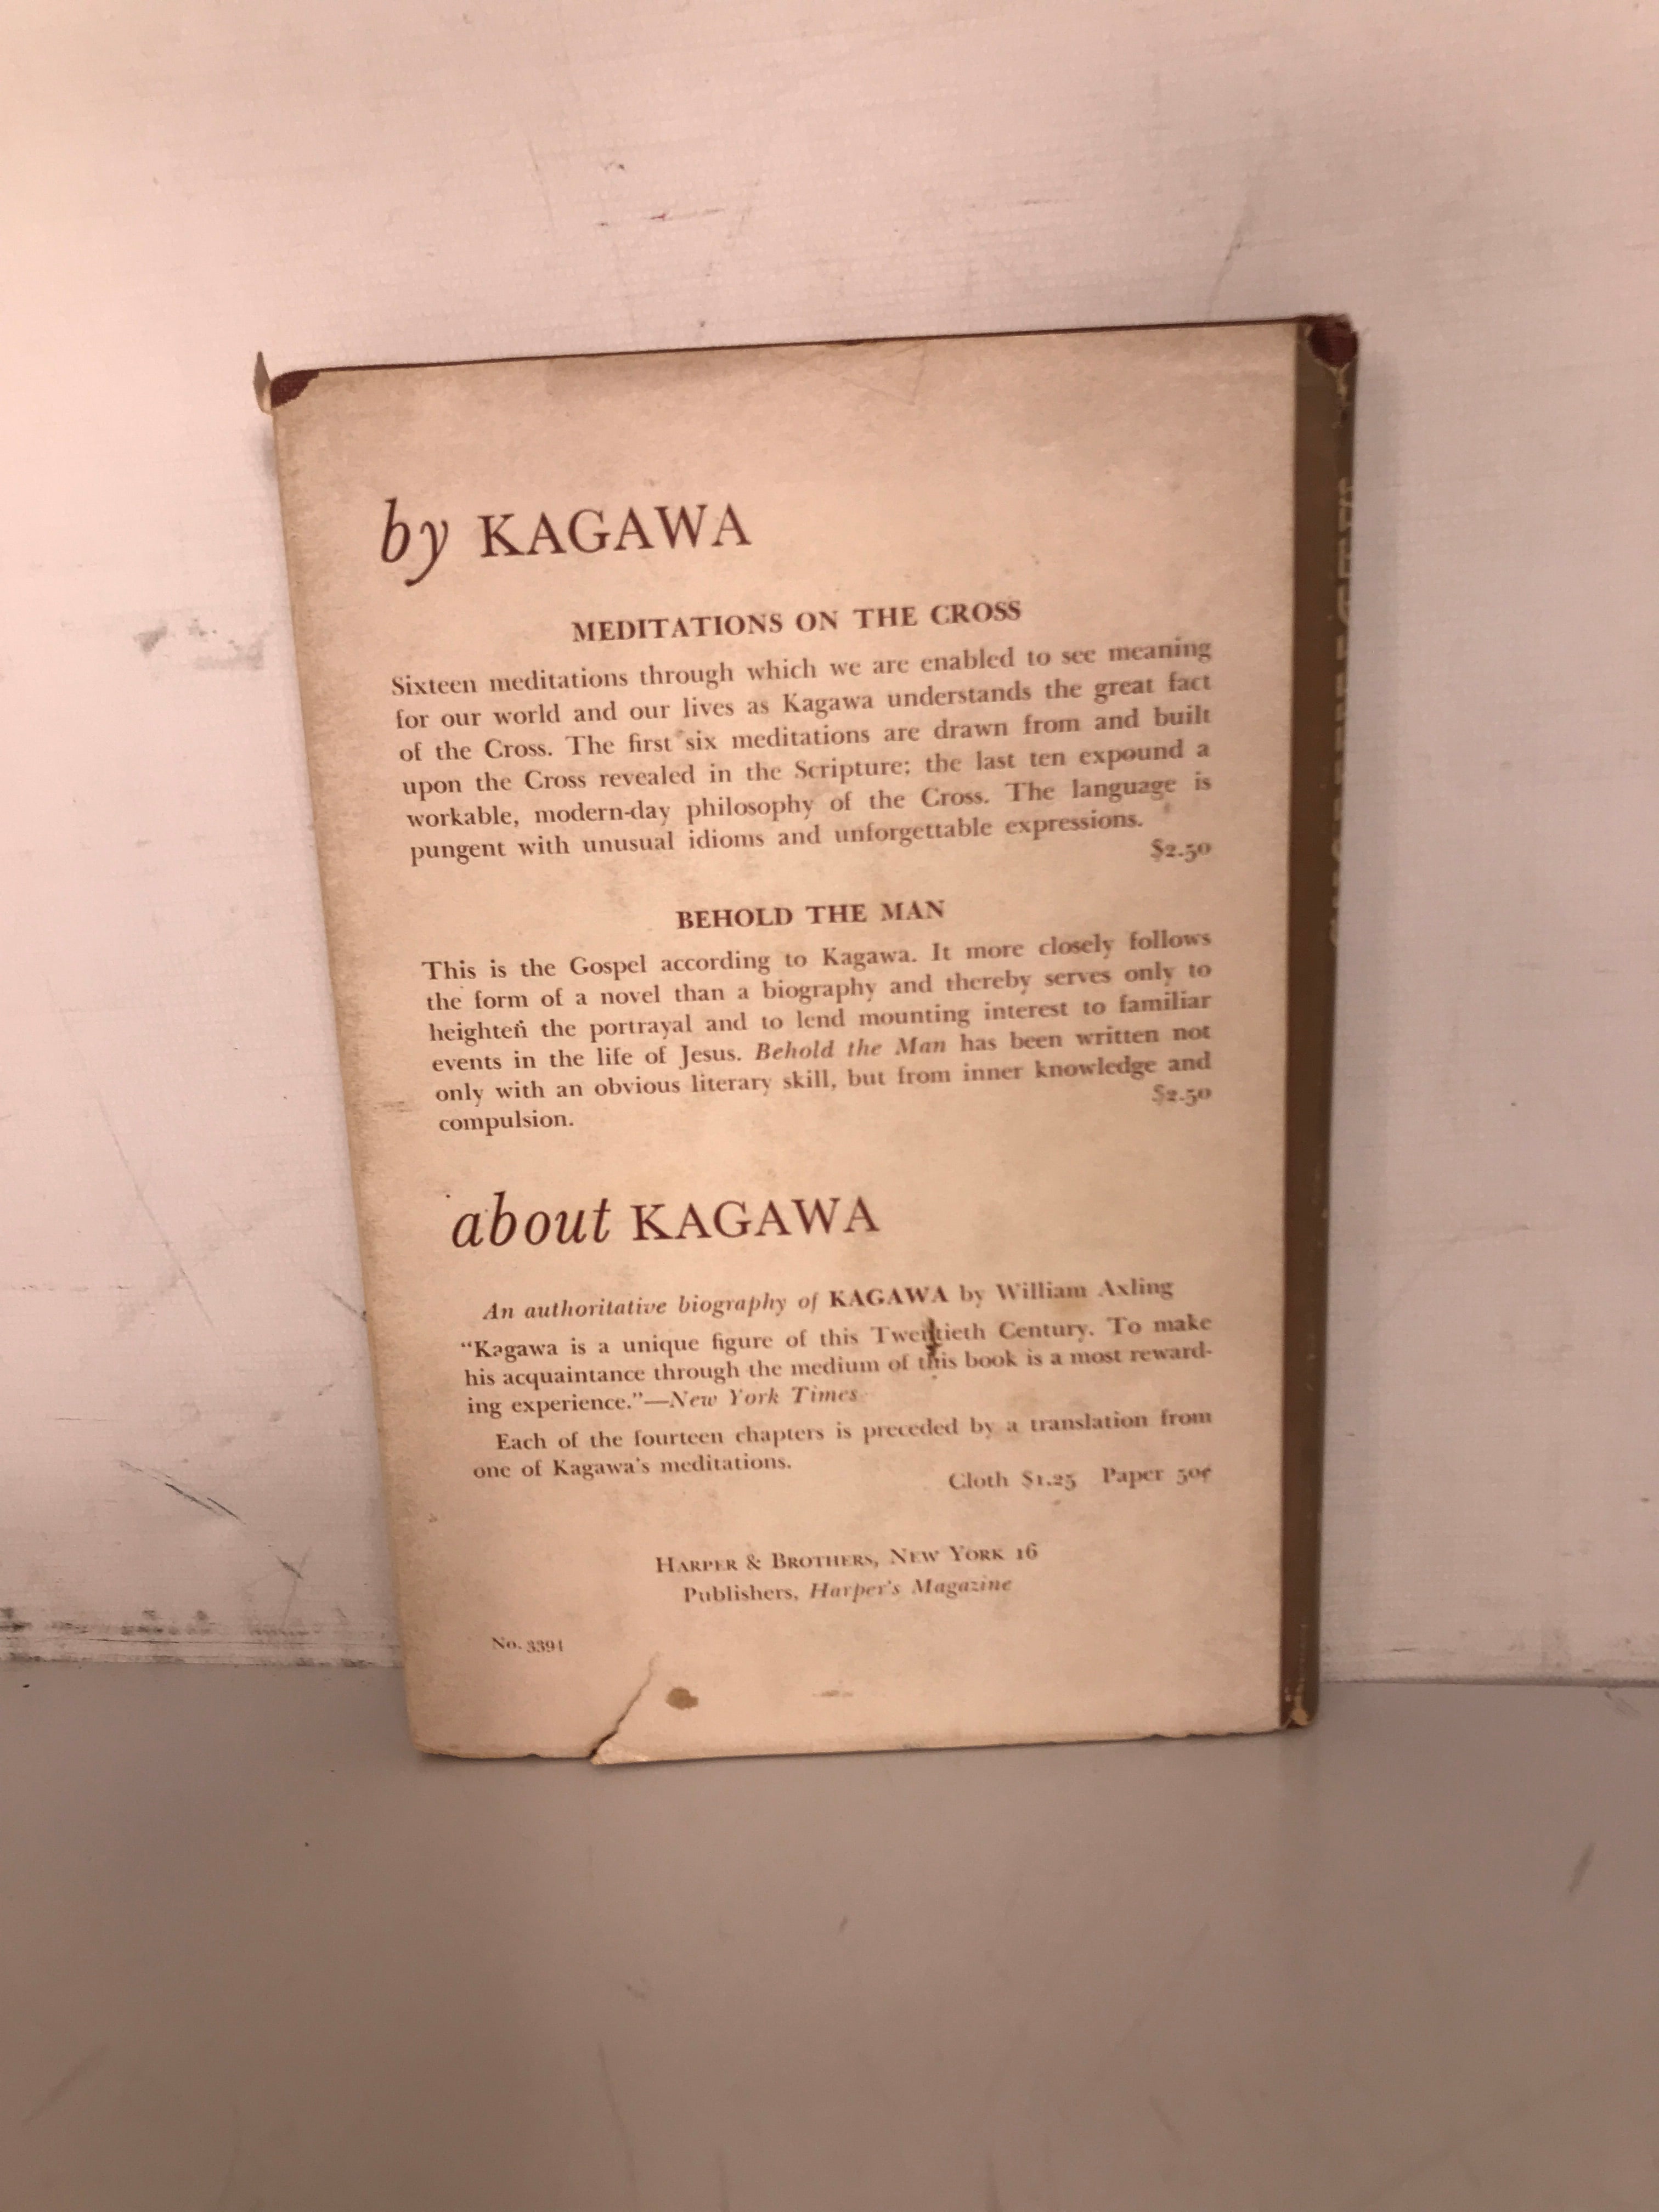 by KAGAWA
MEDITATIONS ON THE CROSS
Sixteen meditations through which we are enabled to see meaning
for our world and our lives as Kagawa understands the great fact
of the Cross. The first six meditations are drawn from and built
upon the Cross revealed in the Scripture; the last ten expound a
workable, modern-day philosophy of the Cross. The language is
pungent with unusual idioms and unforgettable expressions.
$2.50
BEHOLD THE MAN
This is the Gospel according to Kagawa. It more closely follows
the form of a novel than a biography and thereby serves only to
heighten the portrayal and to lend mounting interest to familiar
events in the life of Jesus. Behold the Man has been written not
only with an obvious literary skill, but from inner knowledge and
compulsion. $2.50
about KAGAWA
An authoritative biography of KAGAWA by William Axling
“Kagawa is a unique figure of this Twentieth Century. To make
his acquaintance through the medium of this book is a most reward-
ing experience.”—New York Times
Each of the fourteen chapters is preceded by a translation from
one of Kagawa's meditations.
Cloth $1.25 Paper 50¢
HARPER & BROTHERS, NEW YORK 16
Publishers, Harper's Magazine
No. 3394